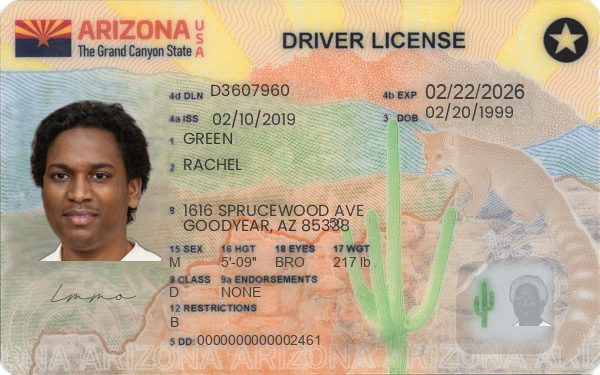 ARIZONA USA
The Grand Canyon State
DRIVER LICENSE
4d DLN D3607960
4b EXP 02/22/2026
4a ISS 02/10/2019
3 DOB 02/20/1999
1 GREEN
2 RACHEL
8 1616 SPRUCEWOOD AVE
GOODYEAR, AZ 85338
15 SEX 16 HGT 18 EYES 17 WGT
M 5'-09" BRO 217 lb
9 CLASS 9a ENDORSEMENTS
D NONE
12 RESTRICTIONS
B
5 DD: 0000000000002461
ARIZONA ARIZONA ARIZONA ARIZONA